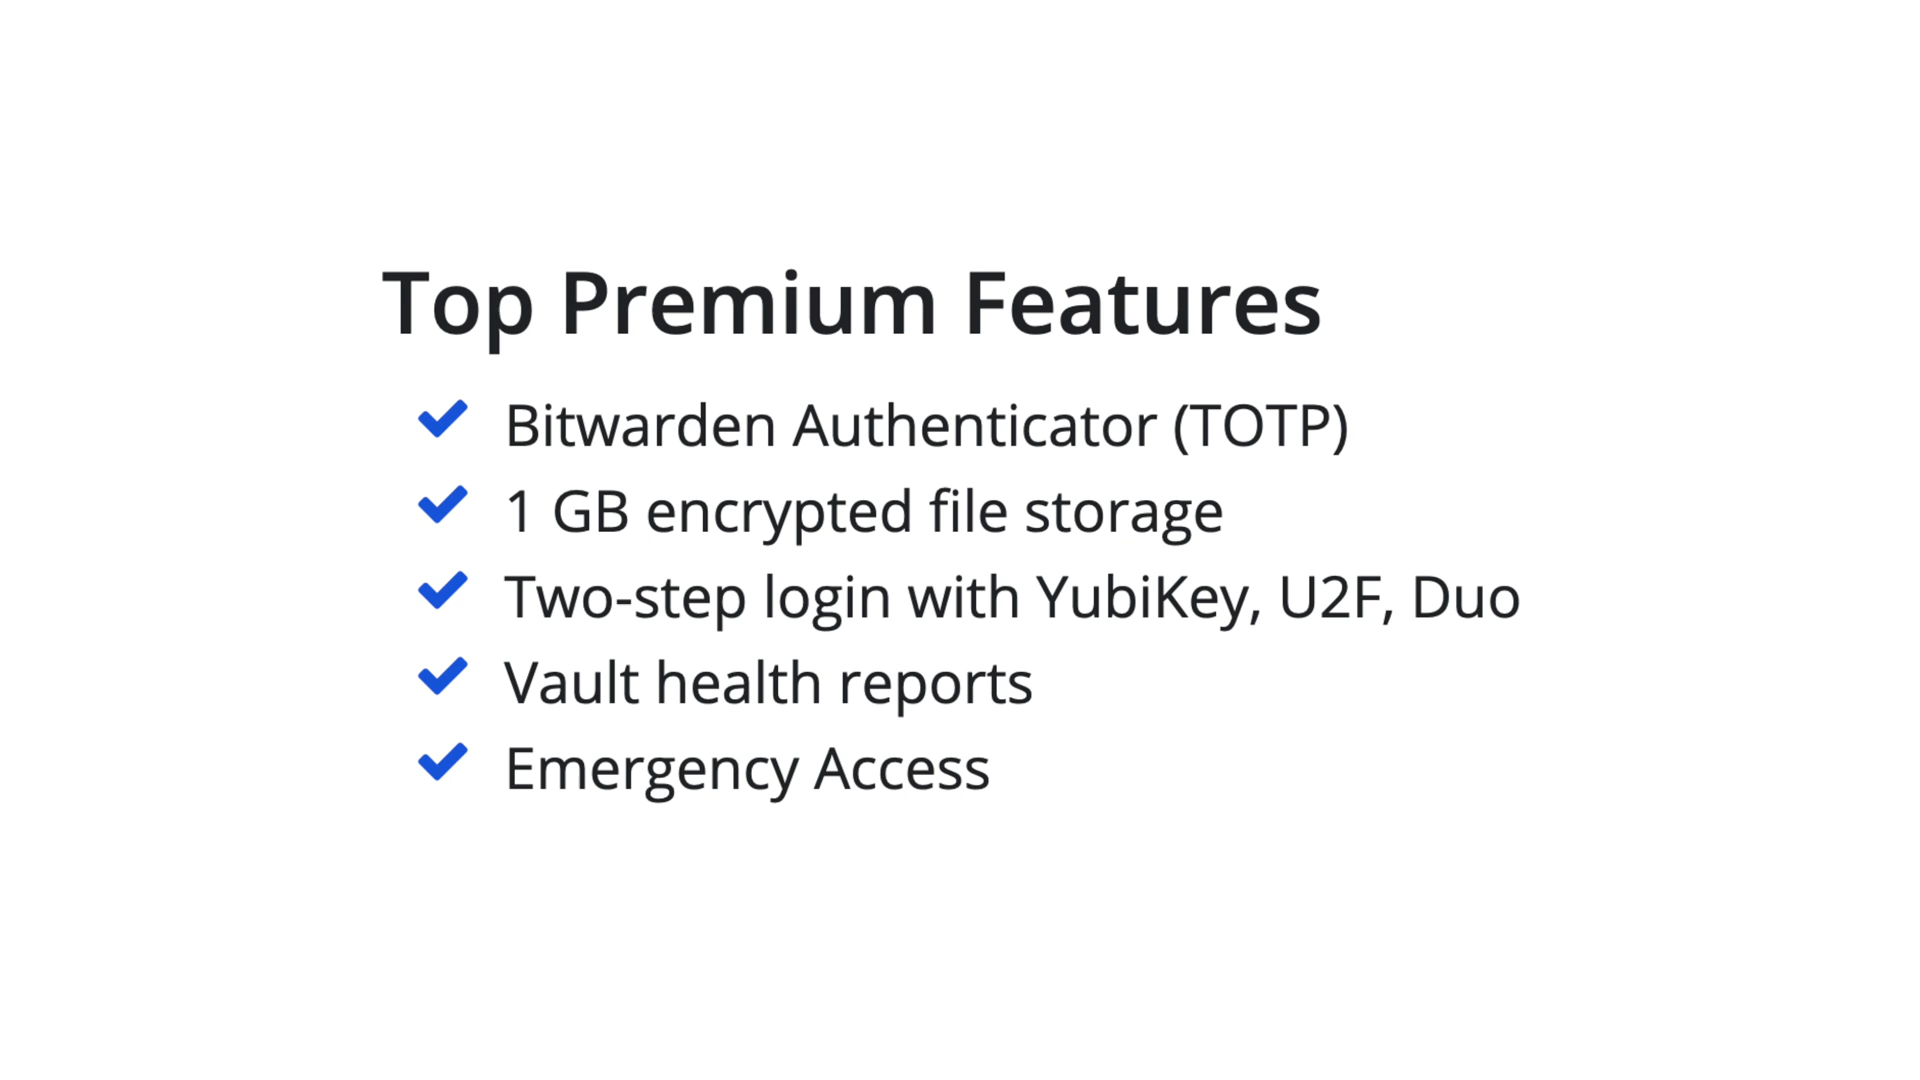 Top Premium Features
Bitwarden Authenticator (TOTP)
1 GB encrypted file storage
Two-step login with YubiKey, U2F, Duo
Vault health reports
Emergency Access